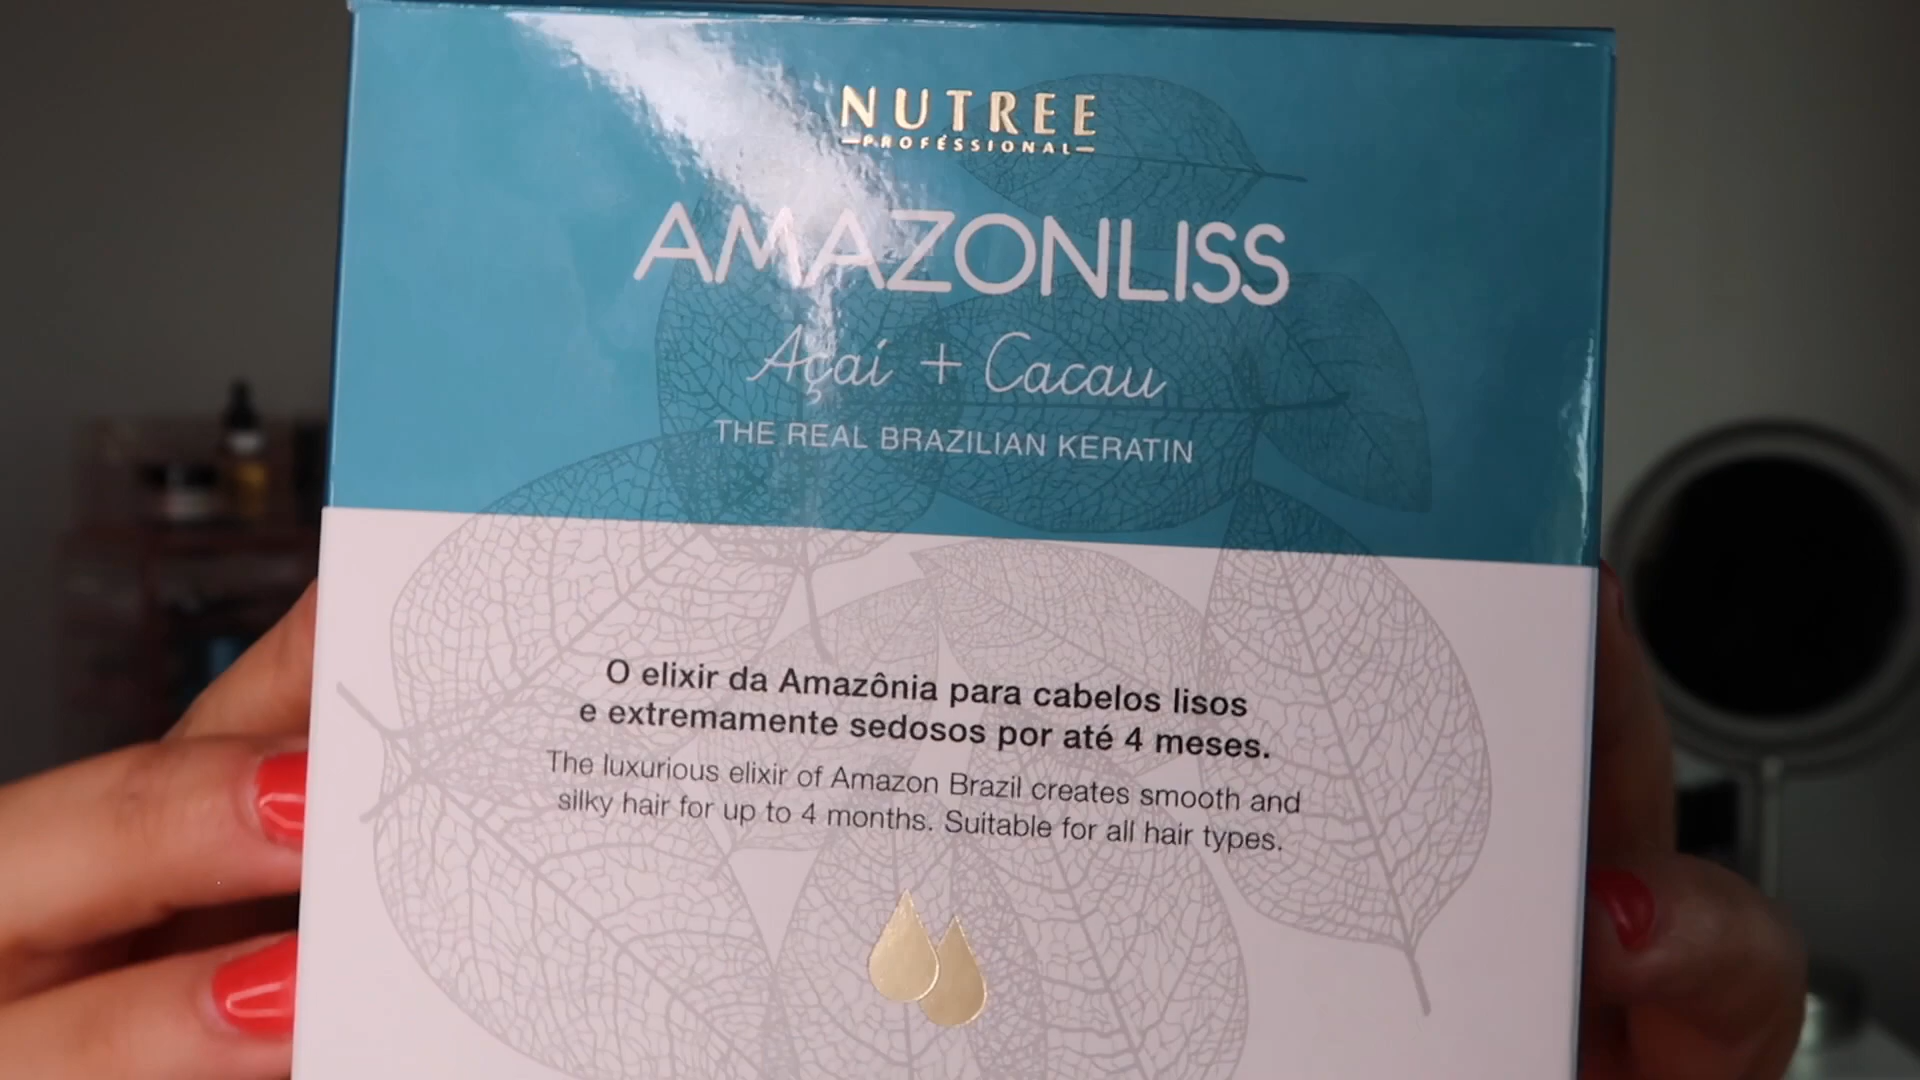 NUTREE
PROFÉSSIONAL
AMAZONLISS
Açaí + Cacau
THE REAL BRAZILIAN KERATIN
O elixir da Amazônia para cabelos lisos
e extremamente sedosos por até 4 meses.
The luxurious elixir of Amazon Brazil creates smooth and
silky hair for up to 4 months. Suitable for all hair types.